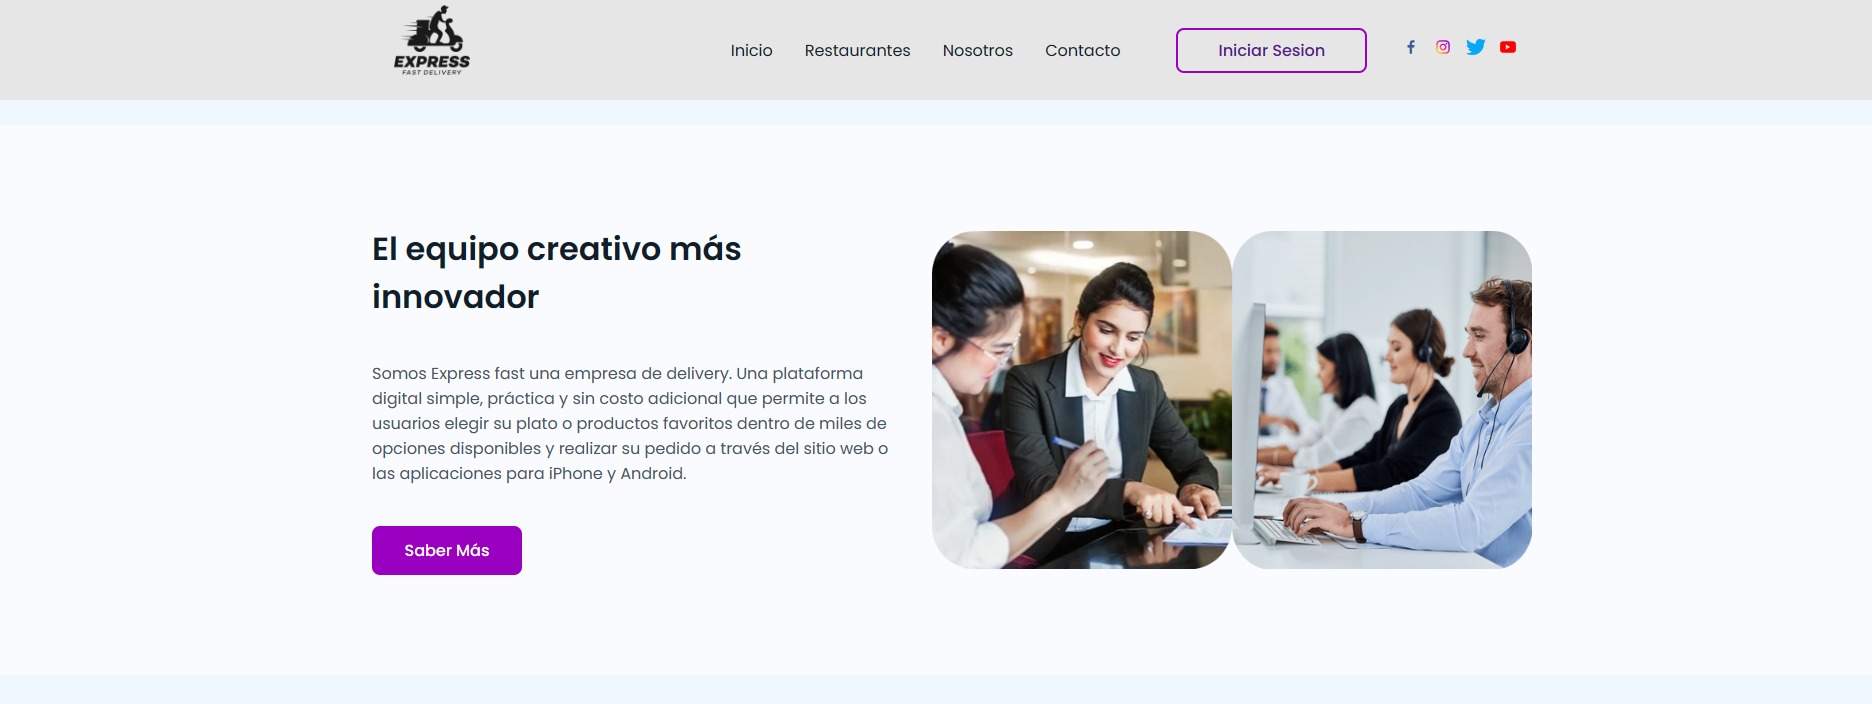 EXPRESS
FAST DELIVERY
Inicio
Restaurantes
Nosotros
Contacto
Iniciar Sesion
El equipo creativo más
innovador
Somos Express fast una empresa de delivery. Una plataforma
digital simple, práctica y sin costo adicional que permite a los
usuarios elegir su plato o productos favoritos dentro de miles de
opciones disponibles y realizar su pedido a través del sitio web o
las aplicaciones para iPhone y Android.
Saber Más